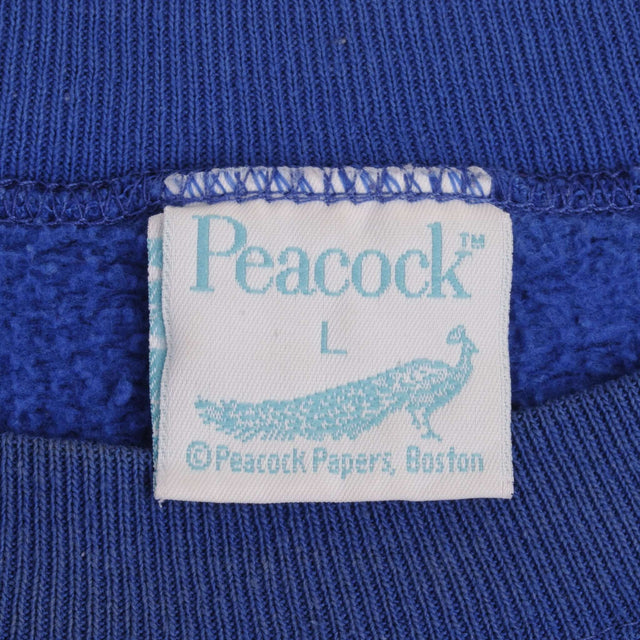 Peacock™
L
©Peacock Papers, Boston